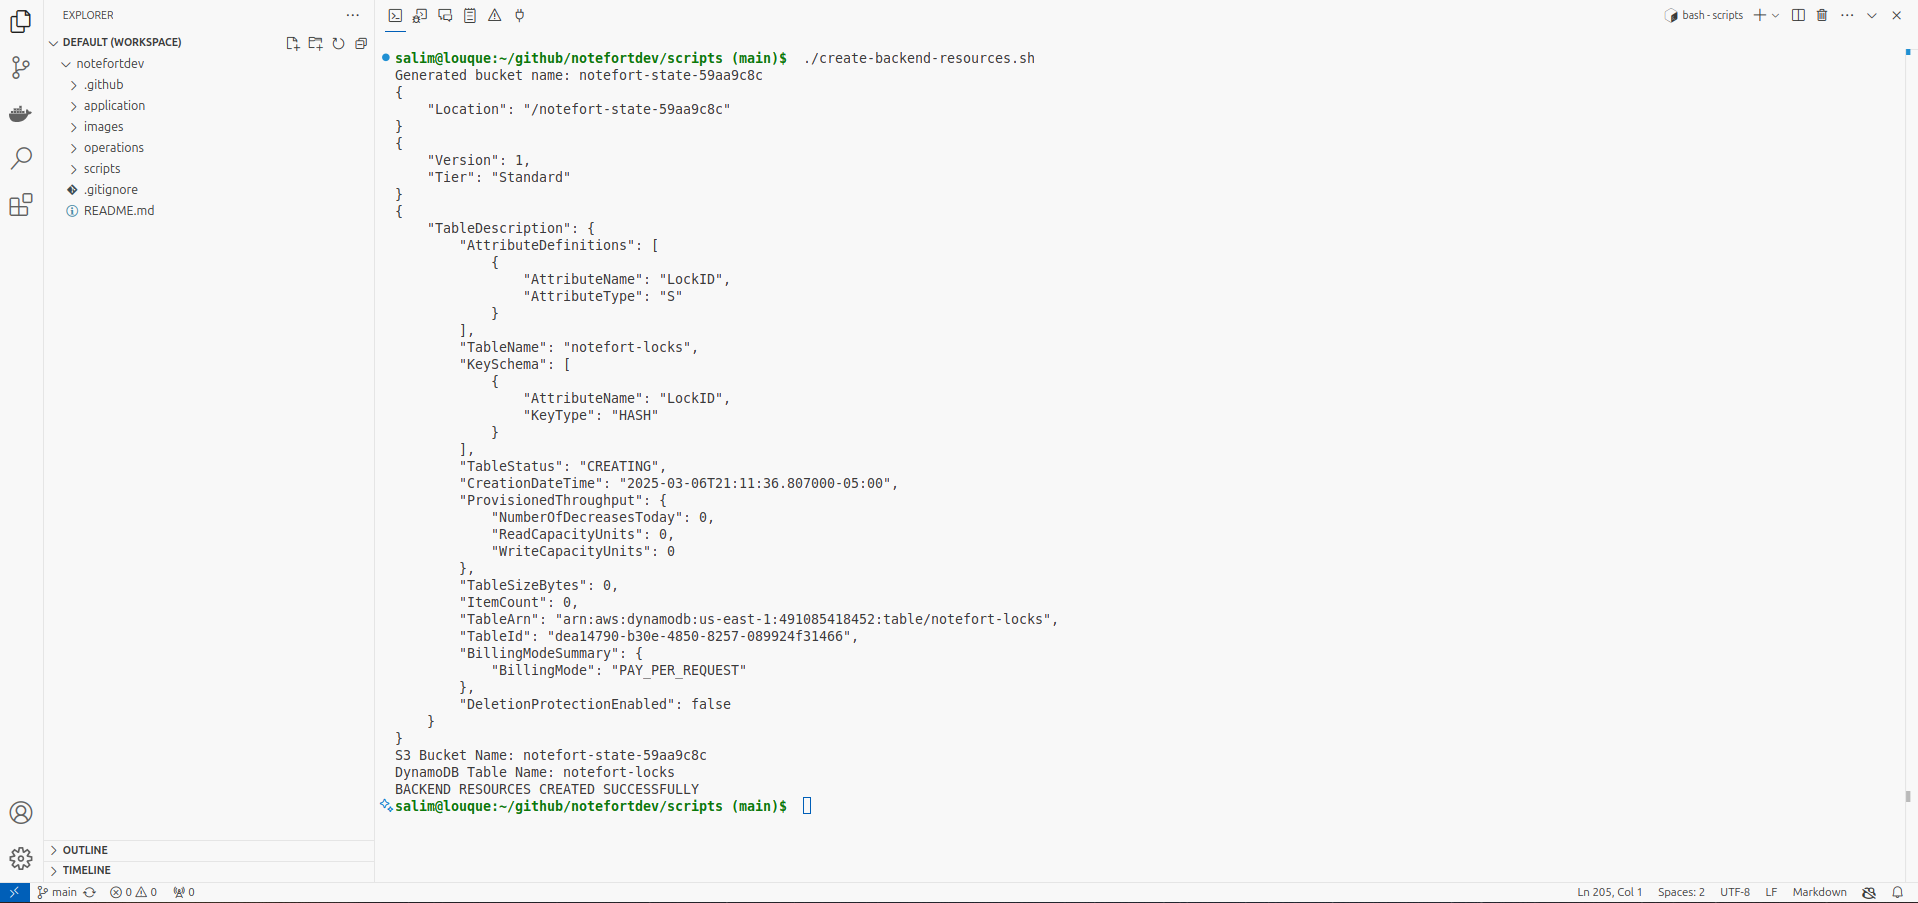 EXPLORER
bash - scripts
DEFAULT (WORKSPACE)
notefortdev
.github
application
images
operations
scripts
.gitignore
README.md
OUTLINE
TIMELINE
salim@louque:~/github/notefortdev/scripts (main)$ ./create-backend-resources.sh
Generated bucket name: notefort-state-59aa9c8c
{
    "Location": "/notefort-state-59aa9c8c"
}
{
    "Version": 1,
    "Tier": "Standard"
}
{
    "TableDescription": {
        "AttributeDefinitions": [
            {
                "AttributeName": "LockID",
                "AttributeType": "S"
            }
        ],
        "TableName": "notefort-locks",
        "KeySchema": [
            {
                "AttributeName": "LockID",
                "KeyType": "HASH"
            }
        ],
        "TableStatus": "CREATING",
        "CreationDateTime": "2025-03-06T21:11:36.807000-05:00",
        "ProvisionedThroughput": {
            "NumberOfDecreasesToday": 0,
            "ReadCapacityUnits": 0,
            "WriteCapacityUnits": 0
        },
        "TableSizeBytes": 0,
        "ItemCount": 0,
        "TableArn": "arn:aws:dynamodb:us-east-1:491085418452:table/notefort-locks",
        "TableId": "dea14790-b30e-4850-8257-089924f31466",
        "BillingModeSummary": {
            "BillingMode": "PAY_PER_REQUEST"
        },
        "DeletionProtectionEnabled": false
    }
}
S3 Bucket Name: notefort-state-59aa9c8c
DynamoDB Table Name: notefort-locks
BACKEND RESOURCES CREATED SUCCESSFULLY
salim@louque:~/github/notefortdev/scripts (main)$
main 0 0 0 Ln 205, Col 1 Spaces: 2 UTF-8 LF Markdown